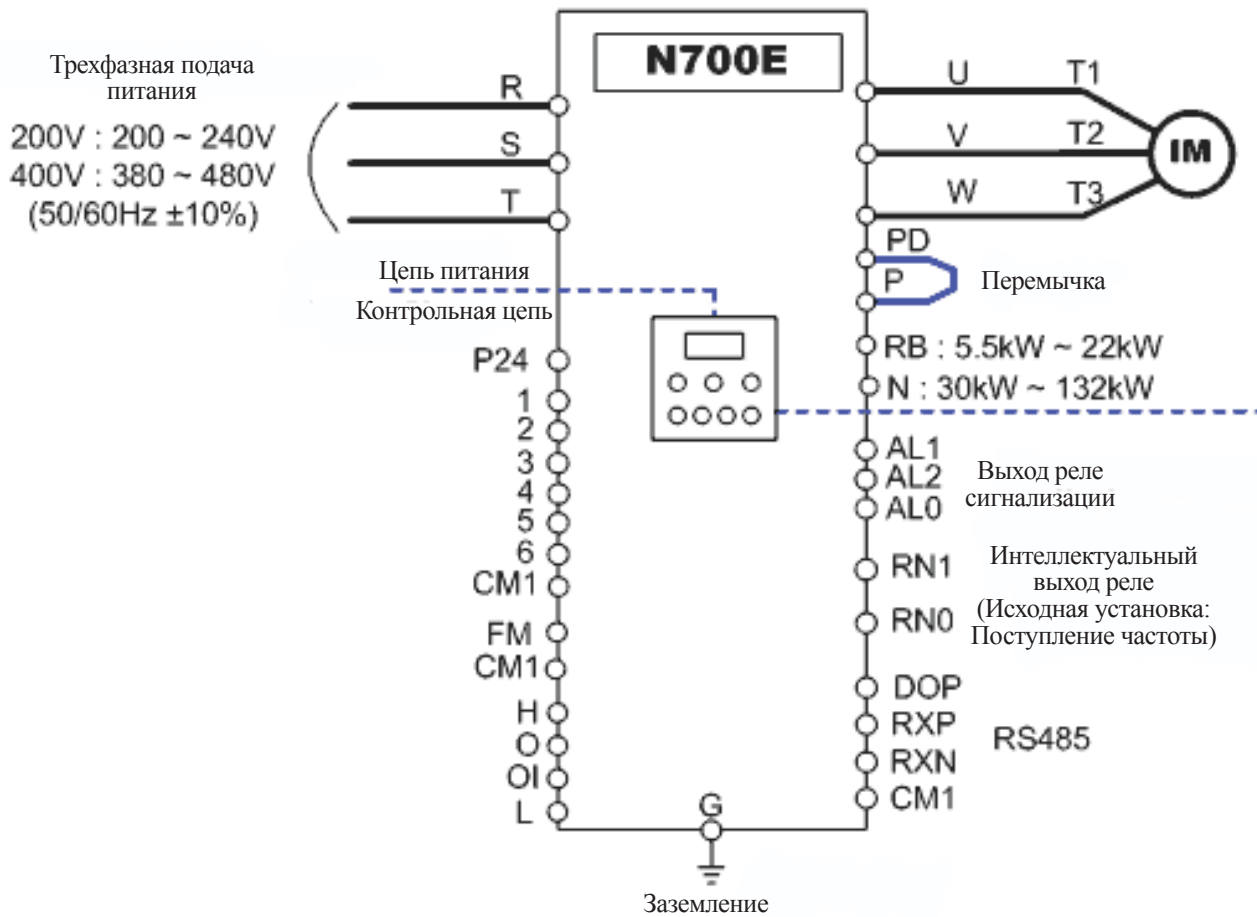 N700E
Трехфазная подача
питания
200V : 200 ~ 240V
400V : 380 ~ 480V
(50/60Hz ±10%)
R
S
T
U
T1
V
T2
W
T3
IM
PD
P
Перемычка
Цепь питания
Контрольная цепь
RB : 5.5kW ~ 22kW
N : 30kW ~ 132kW
P24
1
2
3
4
5
6
CM1
FM
CM1
H
O
OI
L
AL1
AL2
AL0
Выход реле
сигнализации
RN1
RN0
Интеллектуальный
выход реле
(Исходная установка:
Поступление частоты)
DOP
RXP
RXN
CM1
RS485
G
Заземление